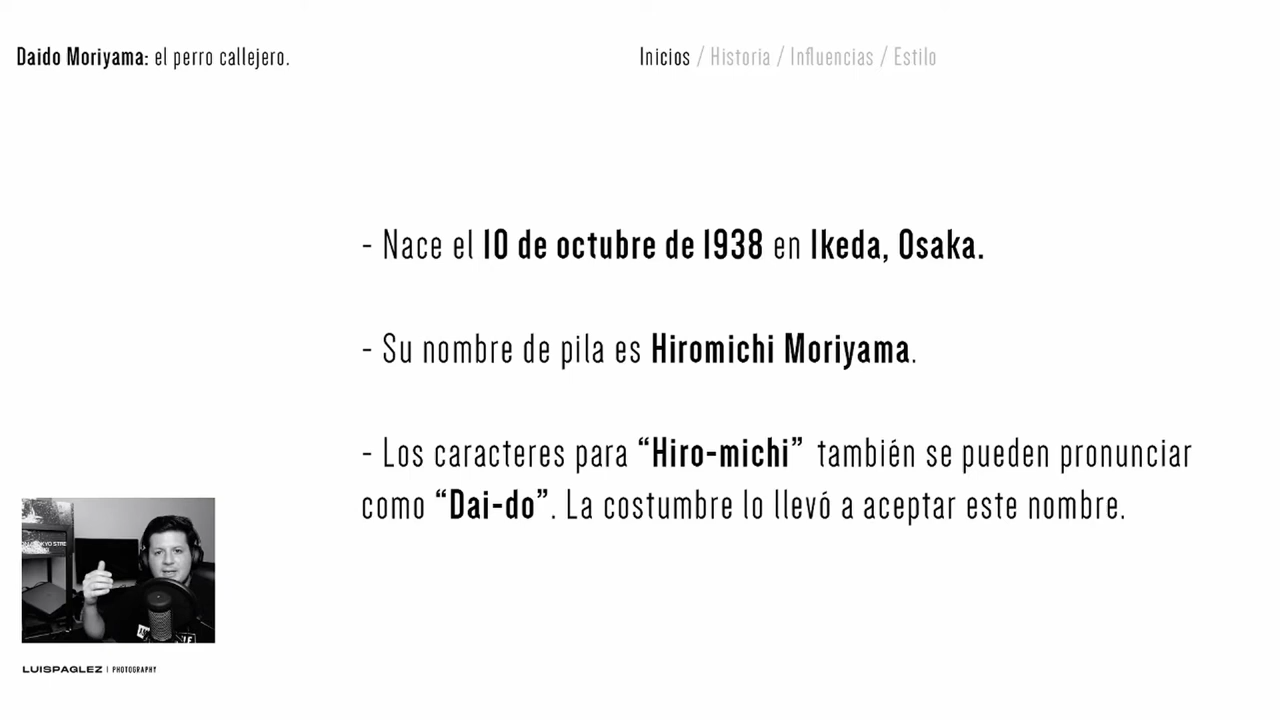 Daido Moriyama: el perro callejero.
Inicios / Historia / Influencias / Estilo
- Nace el 10 de octubre de 1938 en Ikeda, Osaka.
- Su nombre de pila es Hiromichi Moriyama.
- Los caracteres para “Hiro-michi” también se pueden pronunciar
como “Dai-do”. La costumbre lo llevó a aceptar este nombre.
LUISPAGLEZ | PHOTOGRAPHY